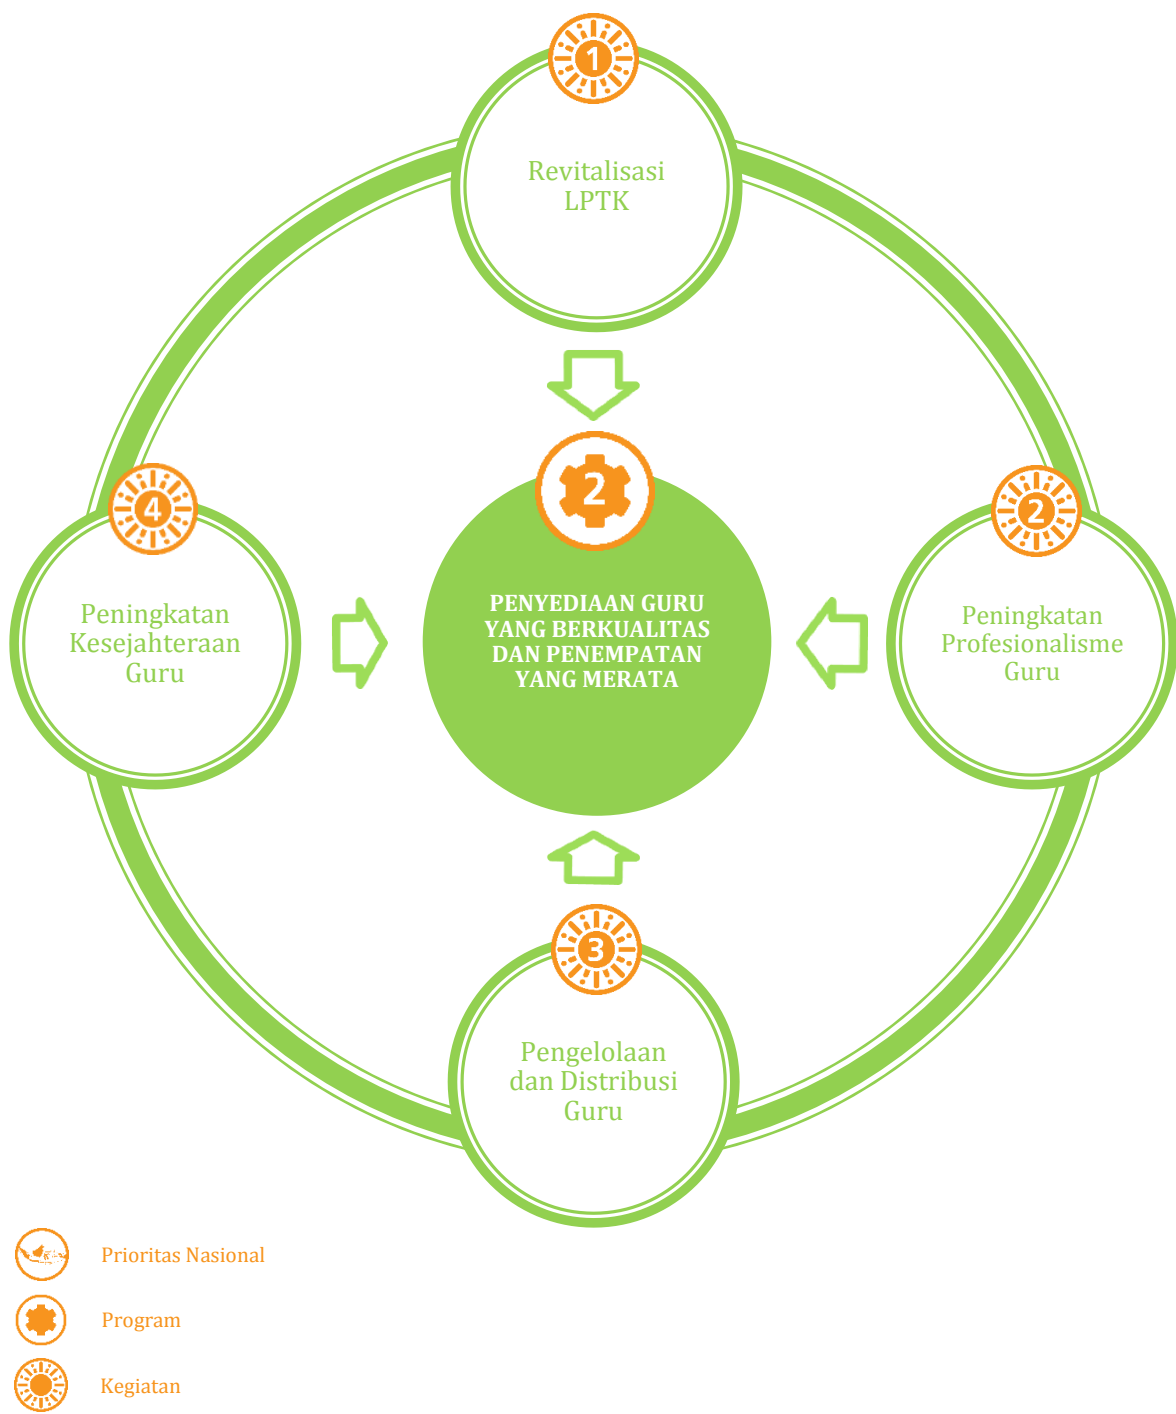 1
Revitalisasi
LPTK
2
PENYEDIAAN GURU
YANG BERKUALITAS
DAN PENEMPATAN
YANG MERATA
4
Peningkatan
Kesejahteraan
Guru
2
Peningkatan
Profesionalisme
Guru
3
Pengelolaan
dan Distribusi
Guru
Prioritas Nasional
Program
Kegiatan